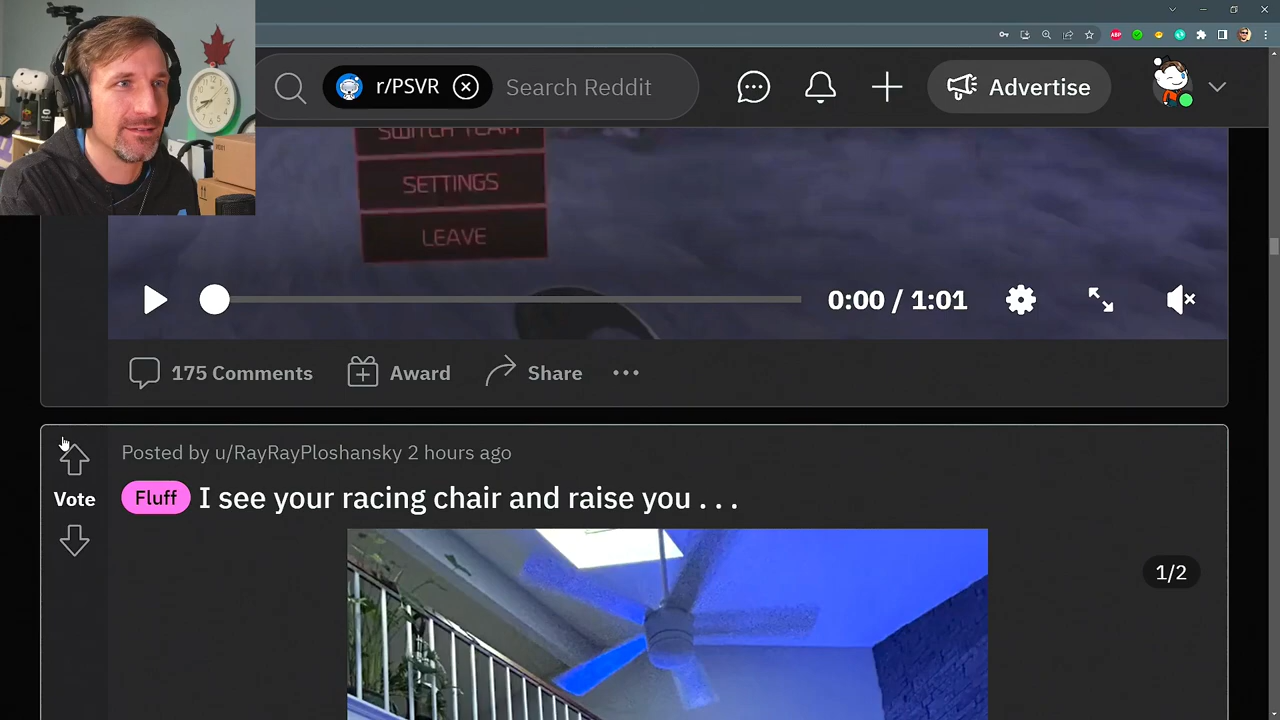 r/PSVR
Search Reddit
Advertise
SWITCH TEAM
SETTINGS
LEAVE
0:00 / 1:01
175 Comments
Award
Share
Posted by u/RayRayPloshansky 2 hours ago
Vote
Fluff
I see your racing chair and raise you . . .
1/2